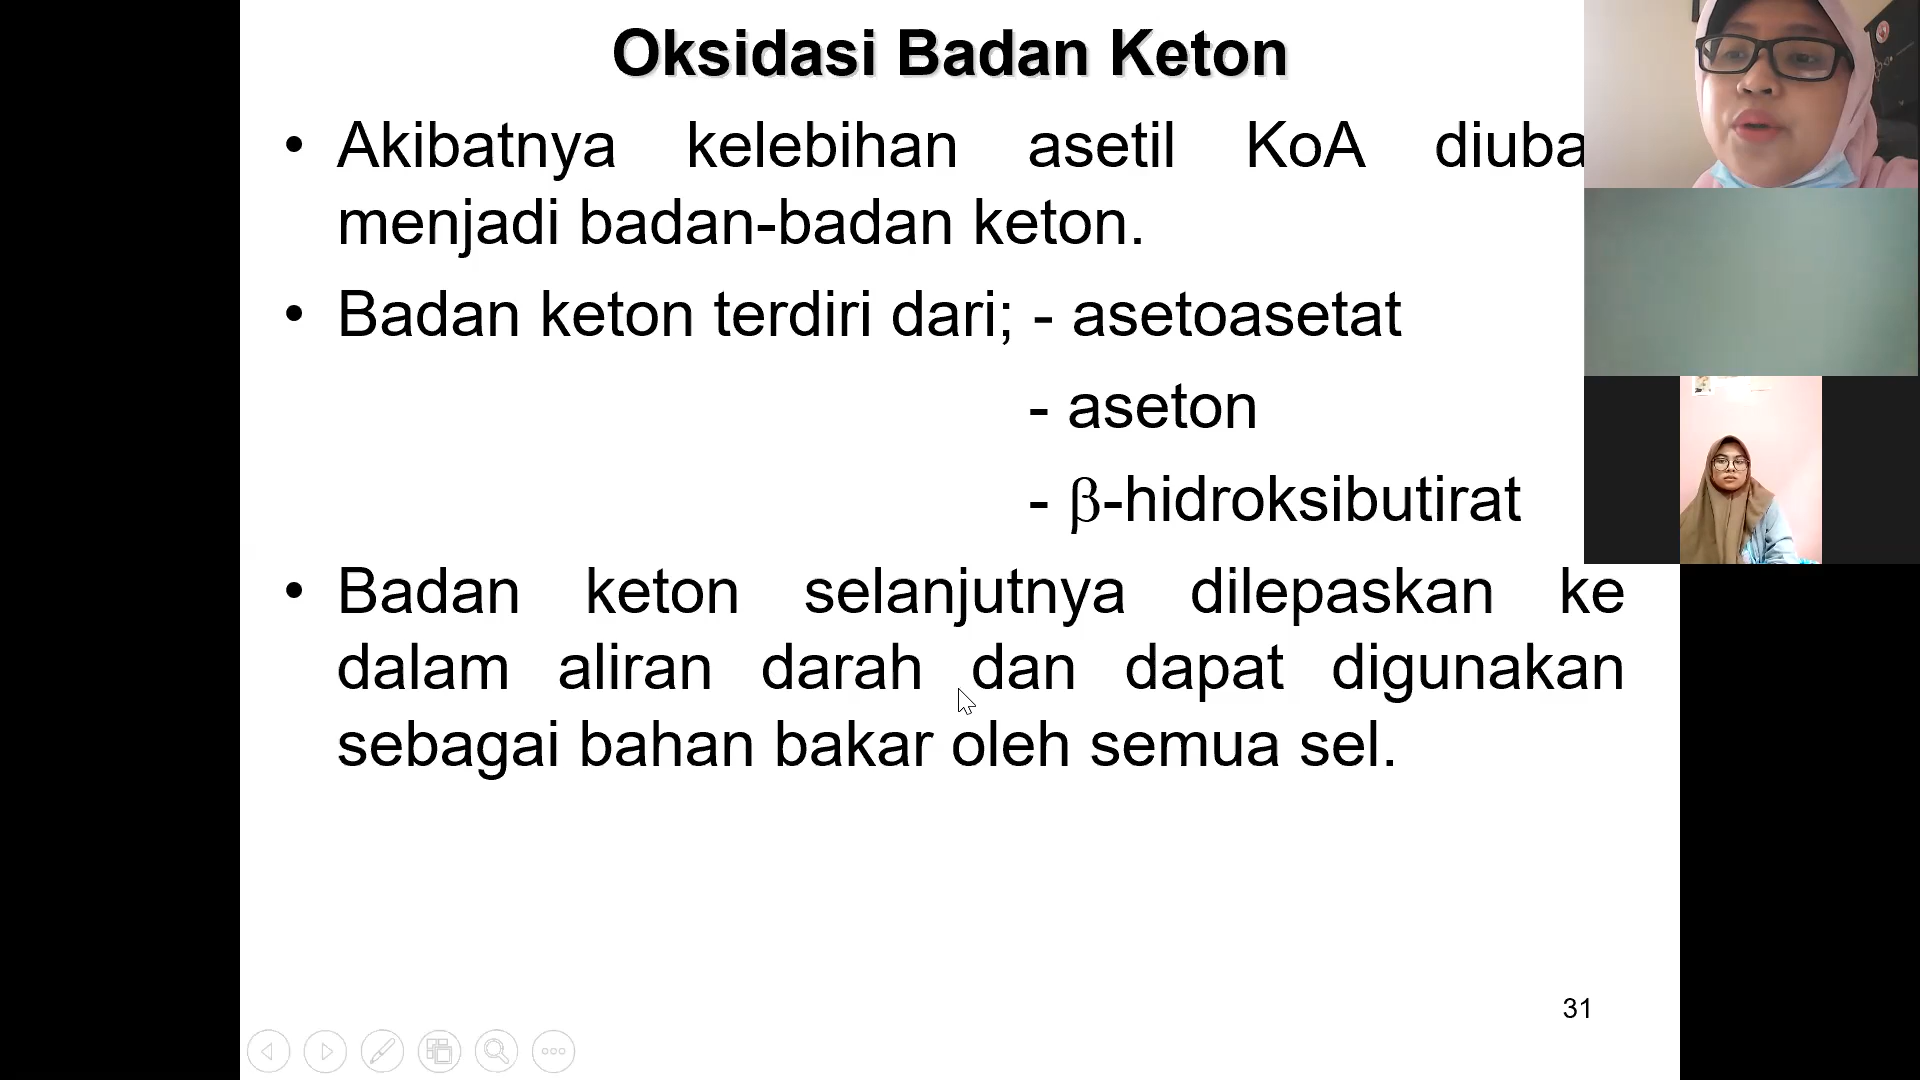 Oksidasi Badan Keton
• Akibatnya kelebihan asetil KoA diuba
menjadi badan-badan keton.
• Badan keton terdiri dari; - asetoasetat
- aseton
- β-hidroksibutirat
• Badan keton selanjutnya dilepaskan ke
dalam aliran darah dan dapat digunakan
sebagai bahan bakar oleh semua sel.
31